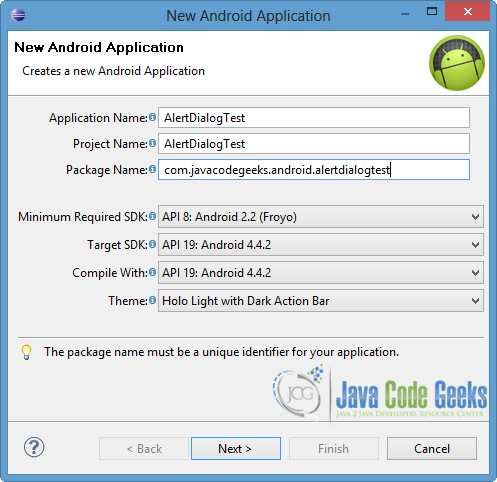 New Android Application
New Android Application
Creates a new Android Application
Application Name: AlertDialogTest
Project Name: AlertDialogTest
Package Name: com.javacodegeeks.android.alertdialogtest
Minimum Required SDK: API 8: Android 2.2 (Froyo)
Target SDK: API 19: Android 4.4.2
Compile With: API 19: Android 4.4.2
Theme: Holo Light with Dark Action Bar
The package name must be a unique identifier for your application.
JCG Java Code Geeks
Java 2 Java Developers Resource Center
? < Back Next > Finish Cancel